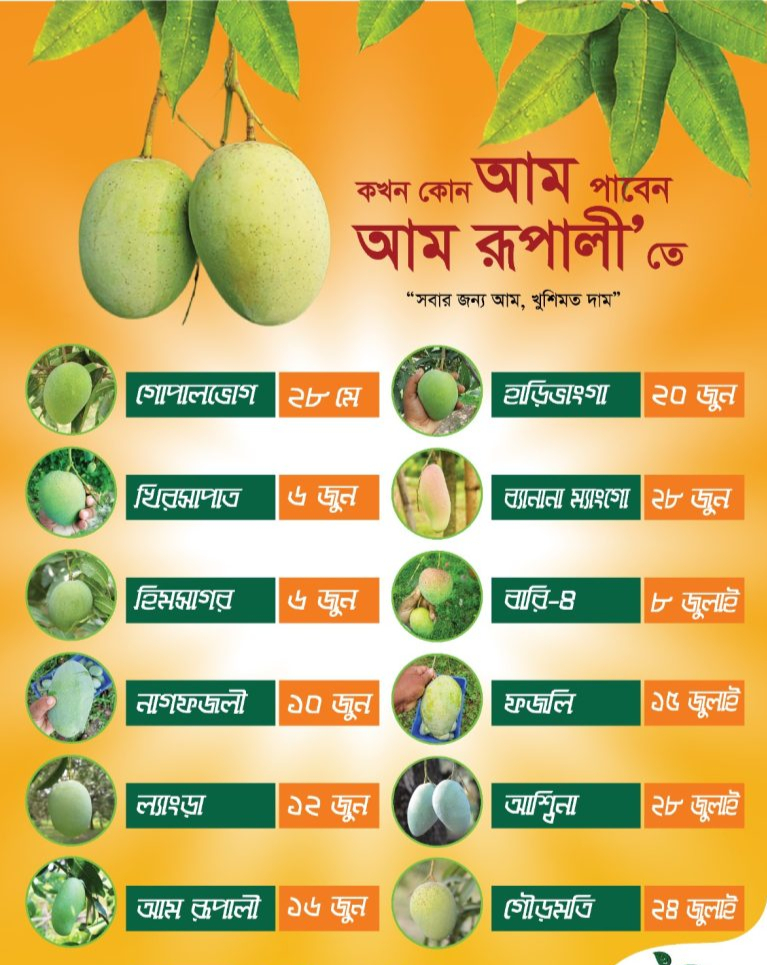 কখন কোন আম পাবেন
আম রূপালী’তে
“সবার জন্য আম, খুশিমত দাম”
গোপালভোগ ২৮ মে
খিরসাপাত ৬ জুন
হিমসাগর ৬ জুন
নাগফজলী ১০ জুন
ল্যাংড়া ১২ জুন
আম রূপালী ১৬ জুন
হাড়িভাংগা ২০ জুন
ব্যানানা ম্যাংগো ২৮ জুন
বারি-৪ ৮ জুলাই
ফজলি ১৫ জুলাই
আশ্বিনা ২৮ জুলাই
গৌড়মতি ২৪ জুলাই